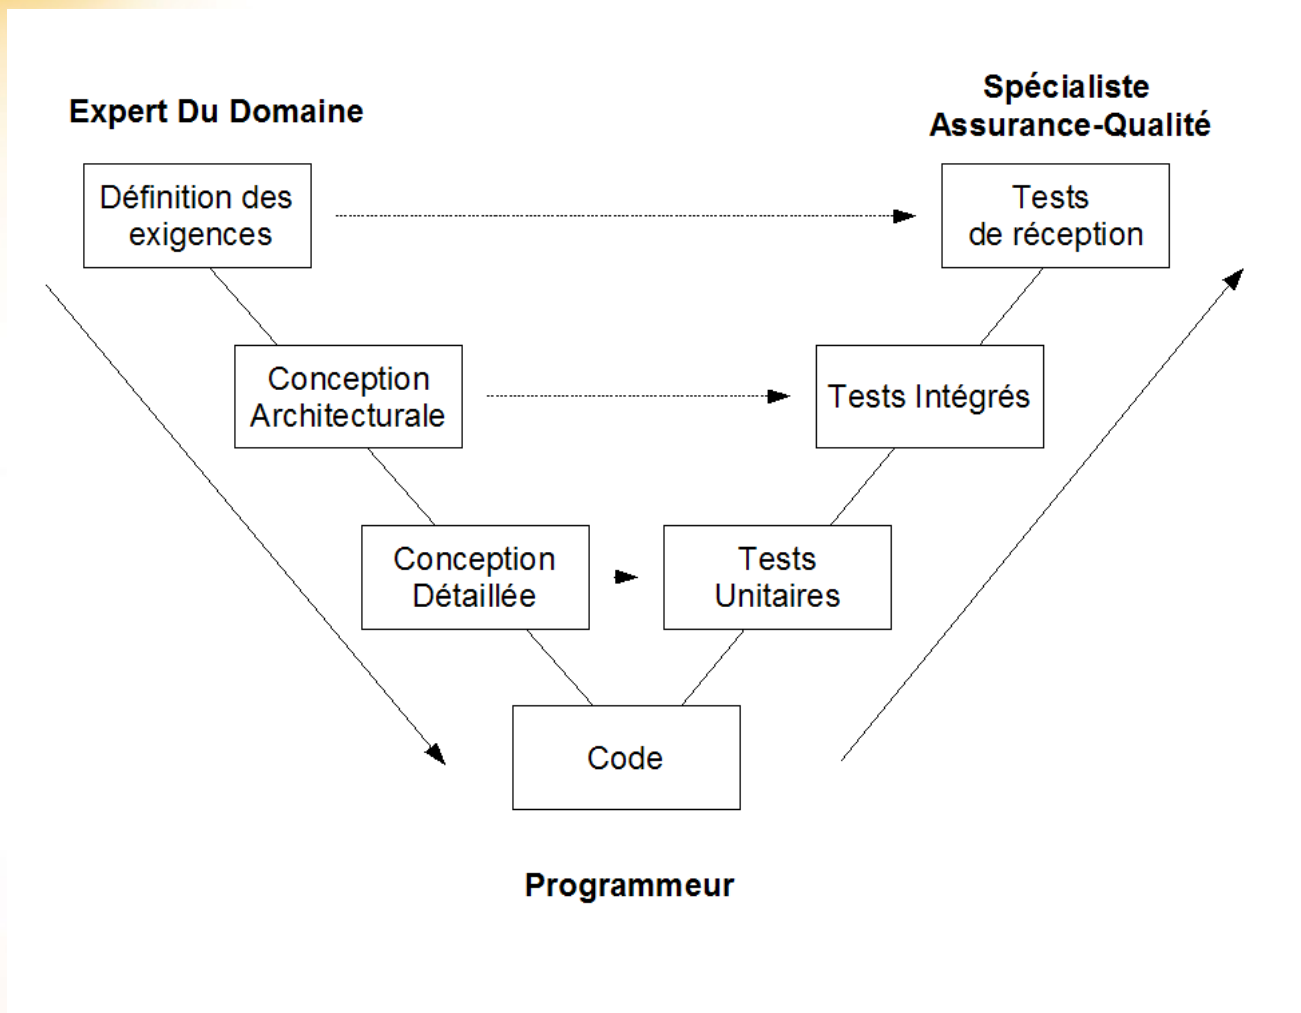 Expert Du Domaine
Spécialiste
Assurance-Qualité
Définition des
exigences
Tests
de réception
Conception
Architecturale
Tests Intégrés
Conception
Détaillée
Tests
Unitaires
Code
Programmeur